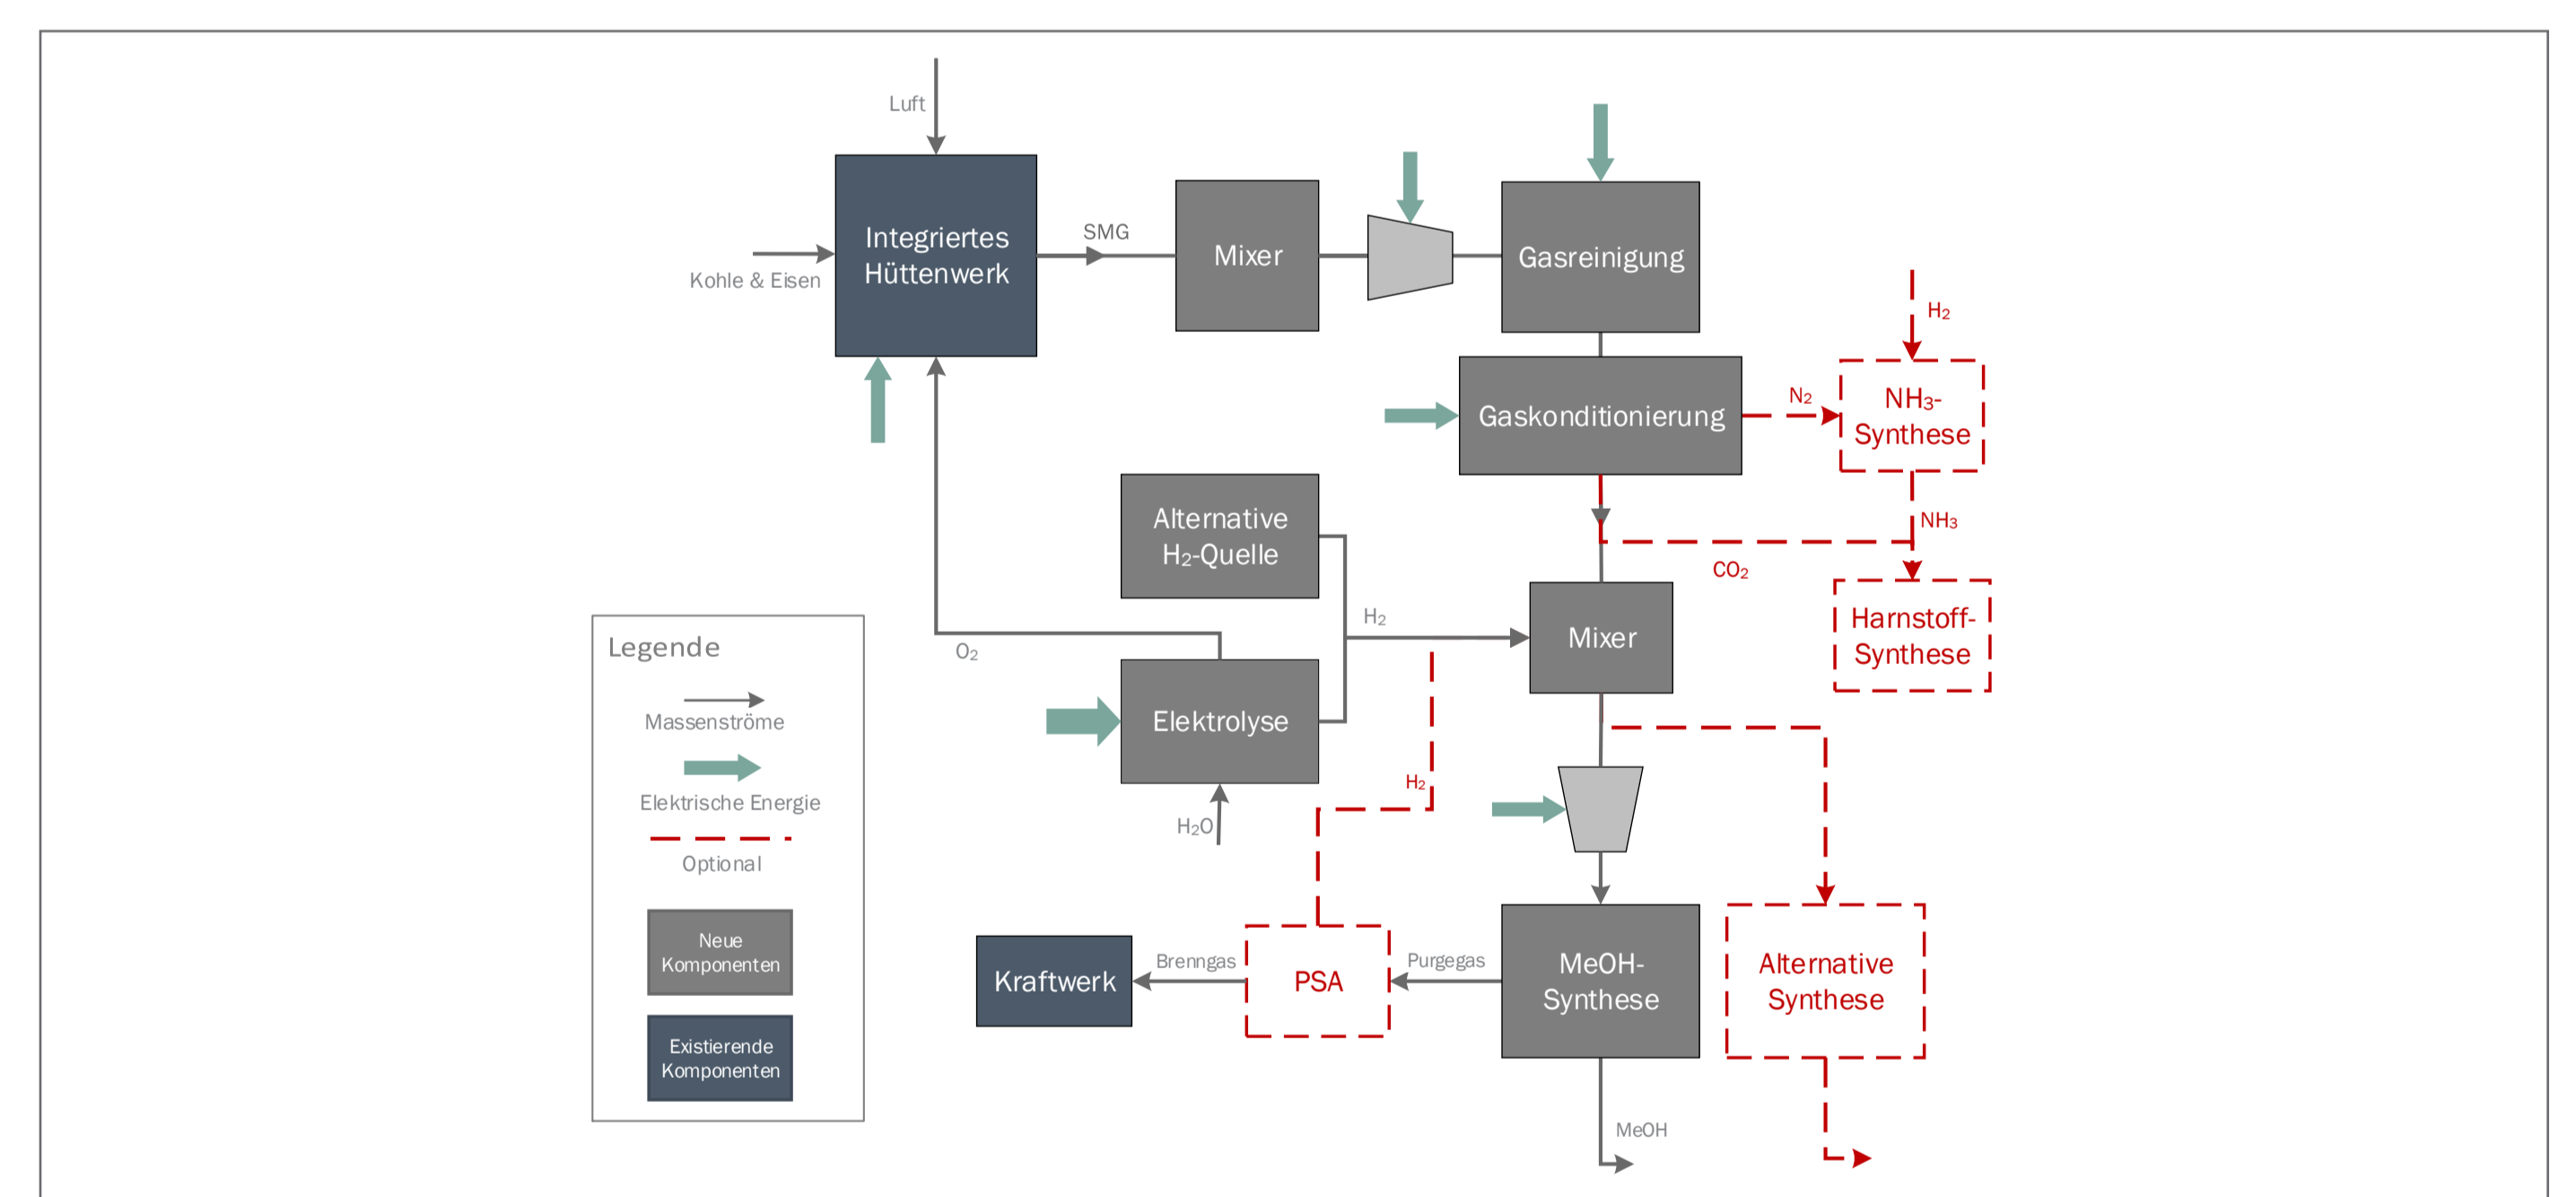 Luft
Integriertes
Hüttenwerk
Kohle & Eisen
SMG
Mixer
Gasreinigung
H₂
Gaskonditionierung
N₂
NH₃-
Synthese
Alternative
H₂-Quelle
NH₃
CO₂
H₂
Mixer
Harnstoff-
Synthese
O₂
Elektrolyse
H₂
H₂O
Legende
Massenströme
Elektrische Energie
Optional
Neue
Komponenten
Existierende
Komponenten
Kraftwerk
Brenngas
PSA
Purgegas
MeOH-
Synthese
Alternative
Synthese
MeOH